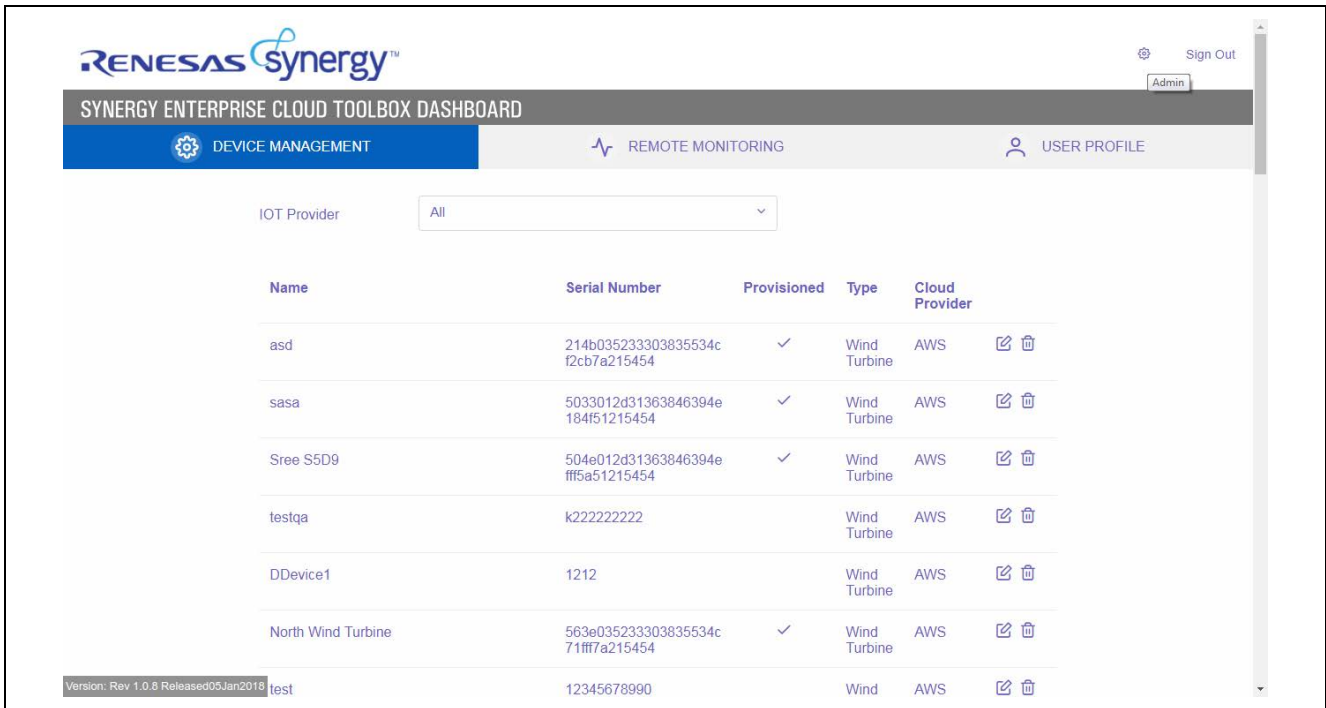 RENESAS synergy™
Sign Out
Admin
SYNERGY ENTERPRISE CLOUD TOOLBOX DASHBOARD
DEVICE MANAGEMENT REMOTE MONITORING USER PROFILE
IOT Provider All
Name Serial Number Provisioned Type Cloud
Provider
asd 214b035233303835534c Wind AWS
f2cb7a215454 Turbine
sasa 5033012d31363846394e Wind AWS
184f51215454 Turbine
Sree S5D9 504e012d31363846394e Wind AWS
fff5a51215454 Turbine
testqa k222222222 Wind AWS
Turbine
DDevice1 1212 Wind AWS
Turbine
North Wind Turbine 563e035233303835534c Wind AWS
71fff7a215454 Turbine
Version: Rev 1.0.8 Released05Jan2018 test 12345678990 Wind AWS